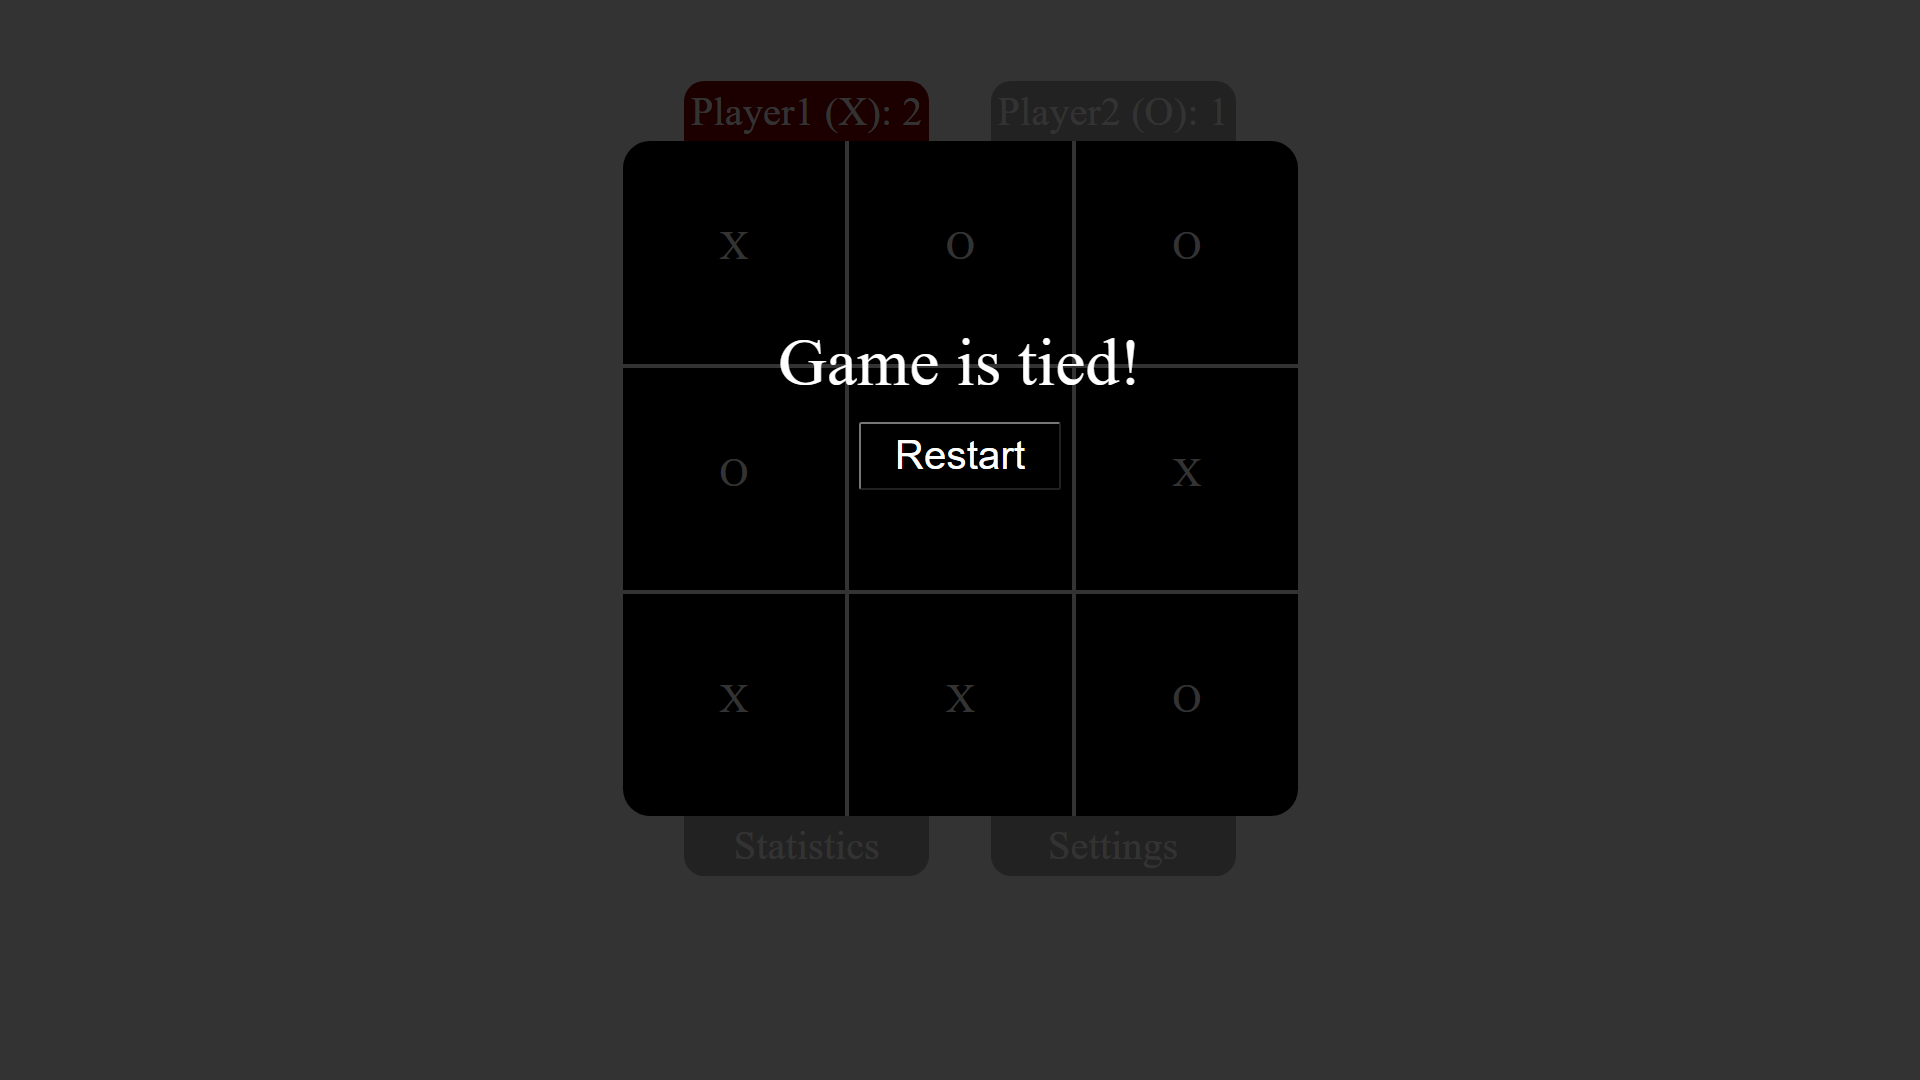 Player1 (X): 2 Player2 (O): 1
X O O
Game is tied!
Restart
O X
X X O
Statistics Settings